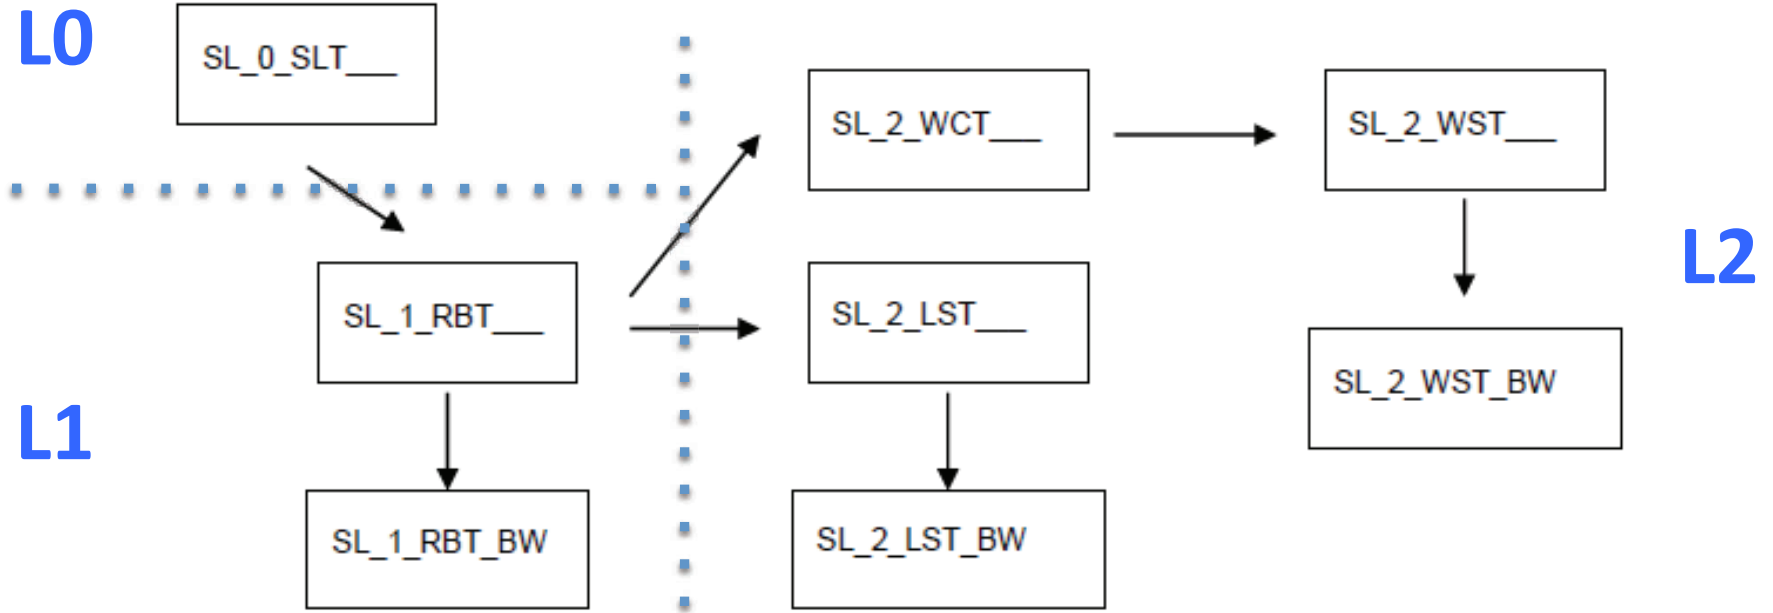 L0
SL_0_SLT___
SL_2_WCT___
SL_2_WST___
L2
SL_1_RBT___
SL_2_LST___
SL_2_WST_BW
L1
SL_1_RBT_BW
SL_2_LST_BW